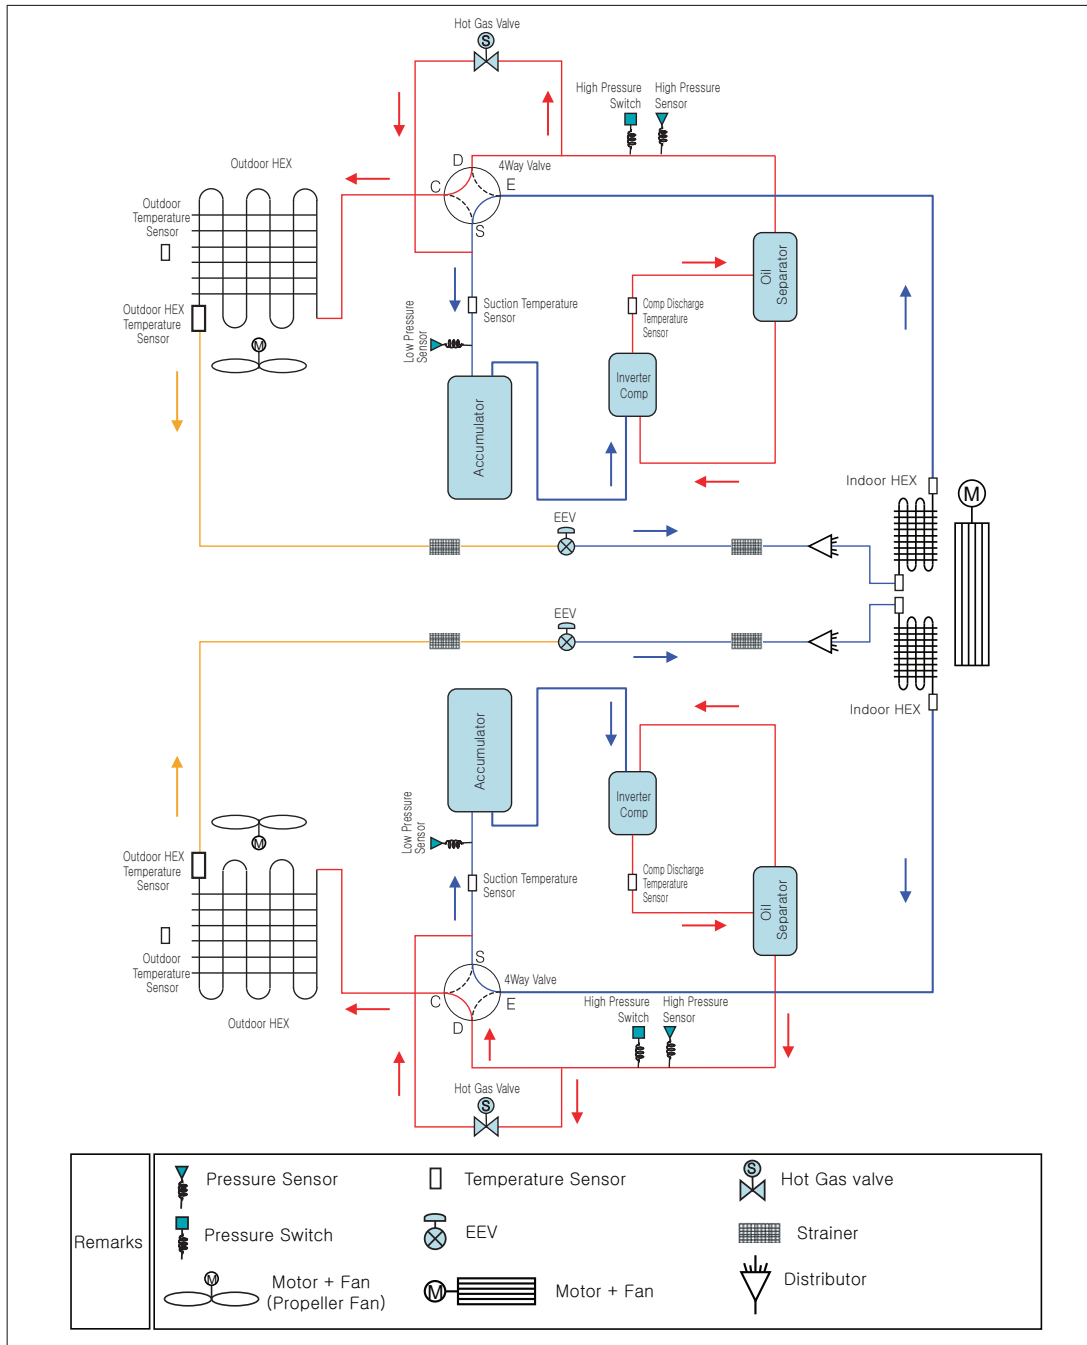 Hot Gas Valve
S
High Pressure
Switch
High Pressure
Sensor
Outdoor HEX
D
4Way Valve
C
E
S
Outdoor
Temperature
Sensor
Oil
Separator
Outdoor HEX
Temperature
Sensor
M
Suction Temperature
Sensor
Comp Discharge
Temperature
Sensor
Low Pressure
Sensor
Accumulator
Inverter
Comp
Indoor HEX
M
EEV
EEV
Indoor HEX
Accumulator
Inverter
Comp
Low Pressure
Sensor
M
Outdoor HEX
Temperature
Sensor
Suction Temperature
Sensor
Comp Discharge
Temperature
Sensor
Oil
Separator
Outdoor
Temperature
Sensor
S
4Way Valve
C
E
D
Outdoor HEX
High Pressure
Switch
High Pressure
Sensor
Hot Gas Valve
S
Remarks
Pressure Sensor
Temperature Sensor
S
Hot Gas valve
Pressure Switch
EEV
Strainer
M
Motor + Fan
(Propeller Fan)
M
Motor + Fan
Distributor